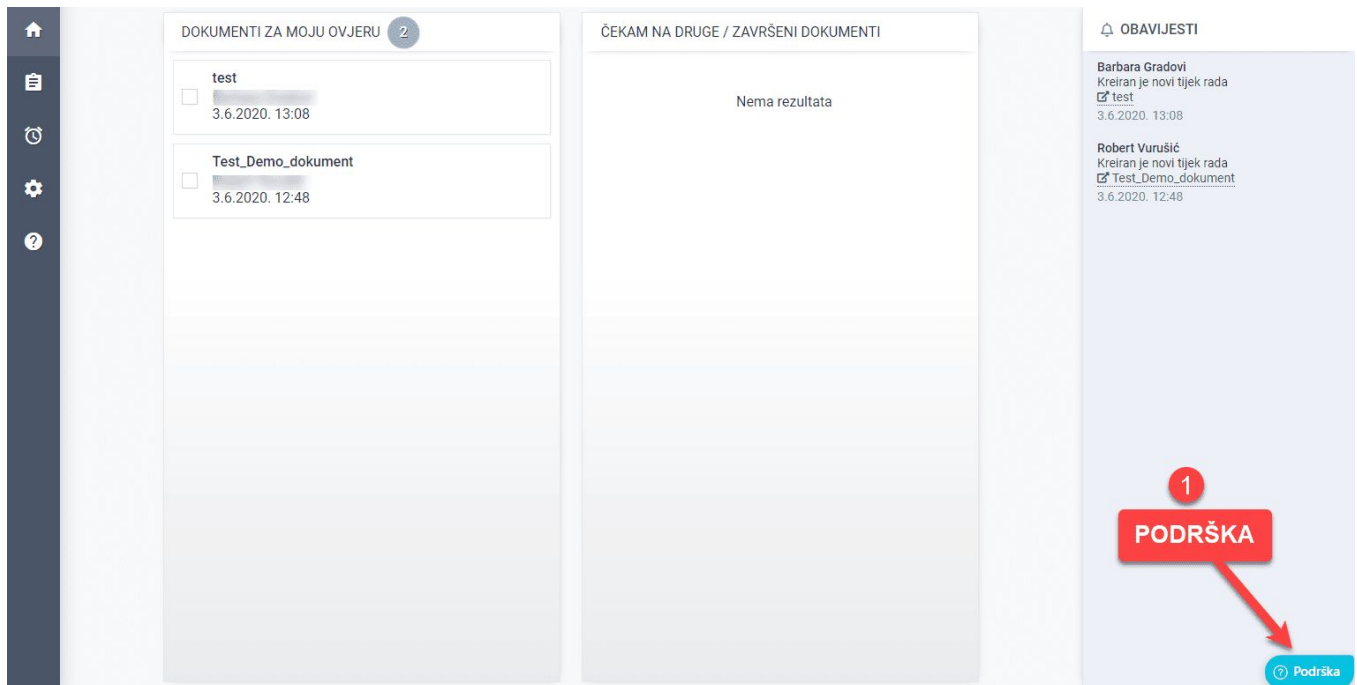 DOKUMENTI ZA MOJU OVJERU 2
test
3.6.2020. 13:08
Test_Demo_dokument
3.6.2020. 12:48
ČEKAM NA DRUGE / ZAVRŠENI DOKUMENTI
Nema rezultata
OBAVIJESTI
Barbara Gradovi
Kreiran je novi tijek rada
test
3.6.2020. 13:08
Robert Vurušić
Kreiran je novi tijek rada
Test_Demo_dokument
3.6.2020. 12:48
1
PODRŠKA
Podrška